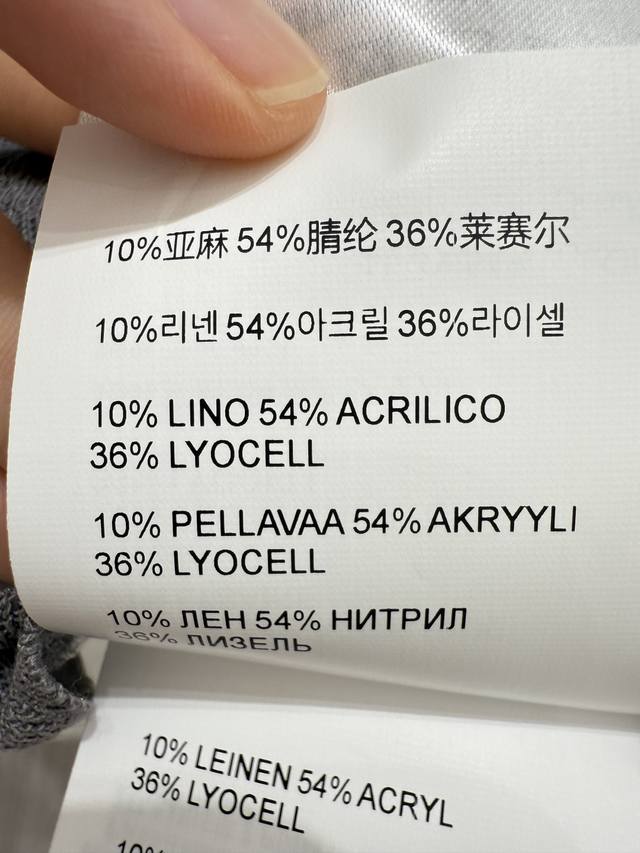 10%亚麻 54%腈纶 36%莱赛尔
10%리넨 54%아크릴 36%라이셀
10% LINO 54% ACRILICO
36% LYOCELL
10% PELLAVAA 54% AKRYYLI
36% LYOCELL
10% ЛЕН 54% НИТРИЛ
36% ЛИЗЕЛЬ
10% LEINEN 54% ACRYL
36% LYOCELL
10%